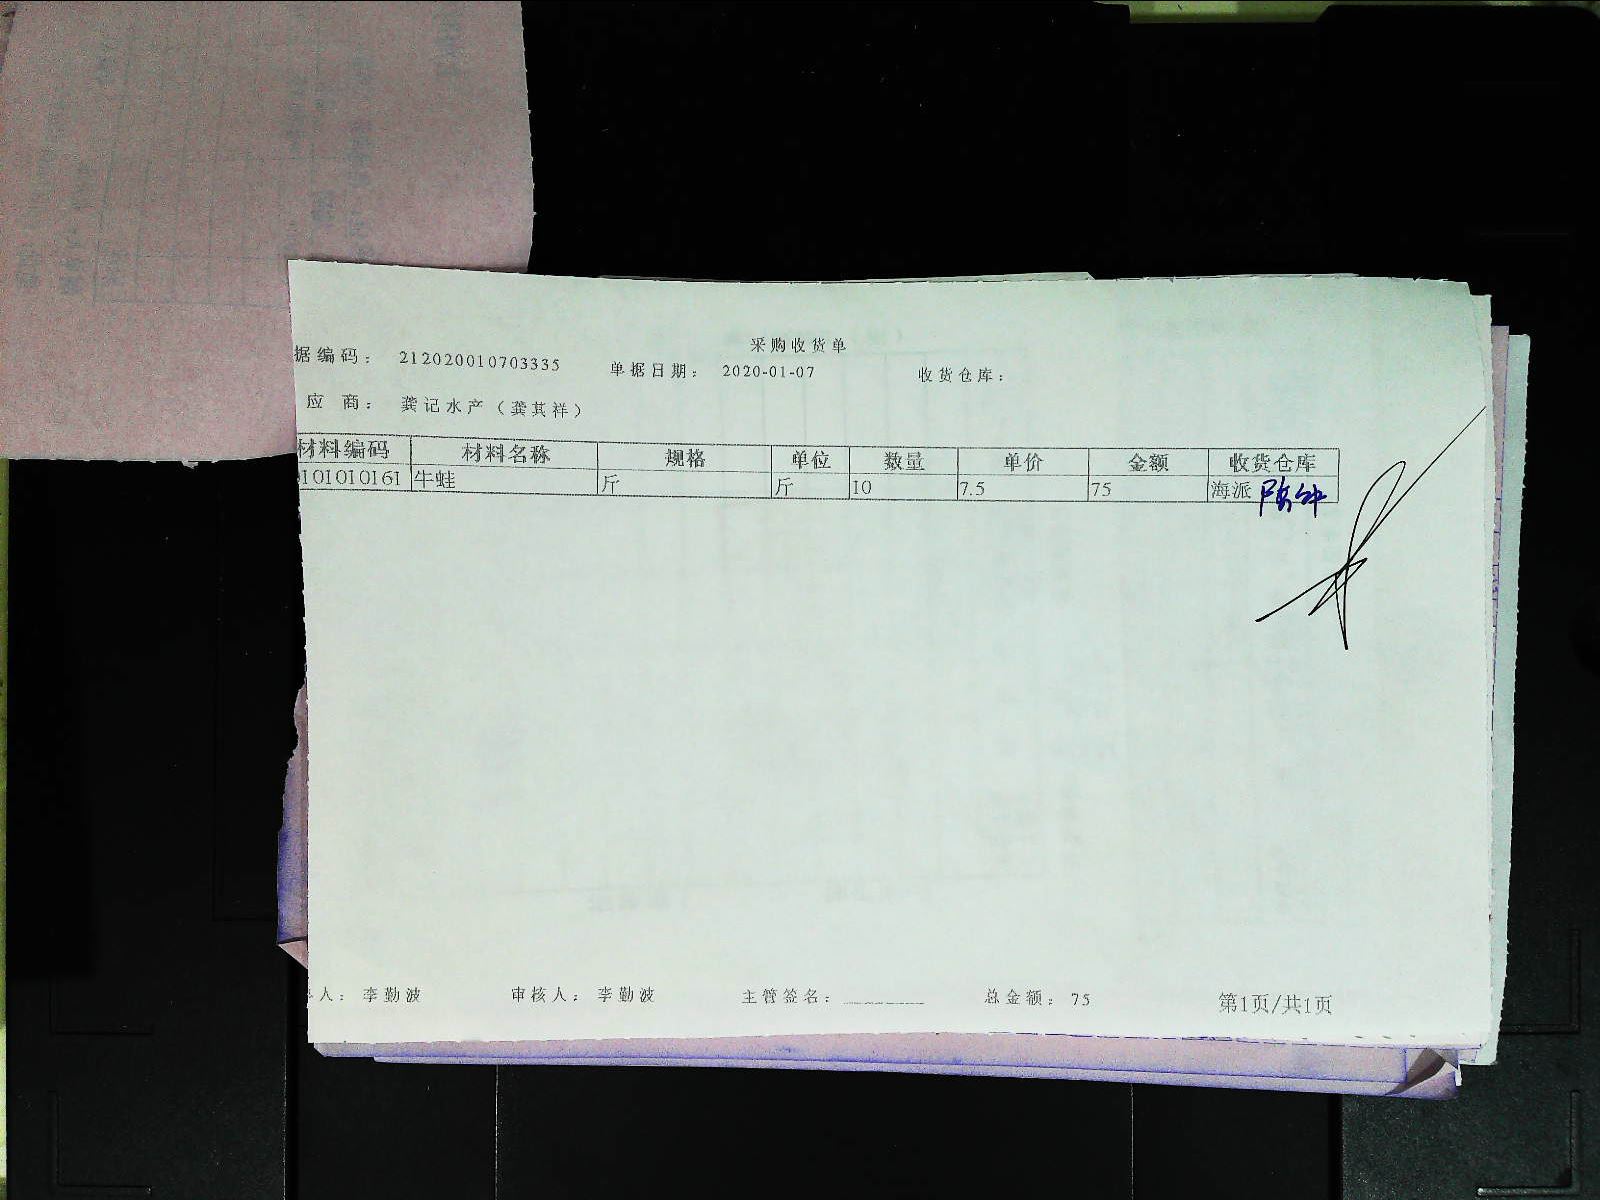 采购收货单
据编码： 212020010703335 单据日期： 2020-01-07 收货仓库：
应 商： 龚记水产（龚其祥）
材料编码 材料名称 规格 单位 数量 单价 金额 收货仓库
101010161 牛蛙 斤 斤 10 7.5 75 海派
人： 李勤波 审核人： 李勤波 主管签名： 总金额： 75 第1页/共1页